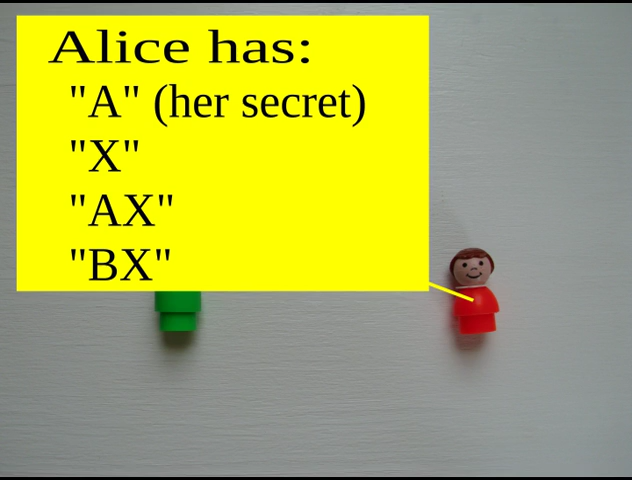 Alice has:
"A" (her secret)
"X"
"AX"
"BX"